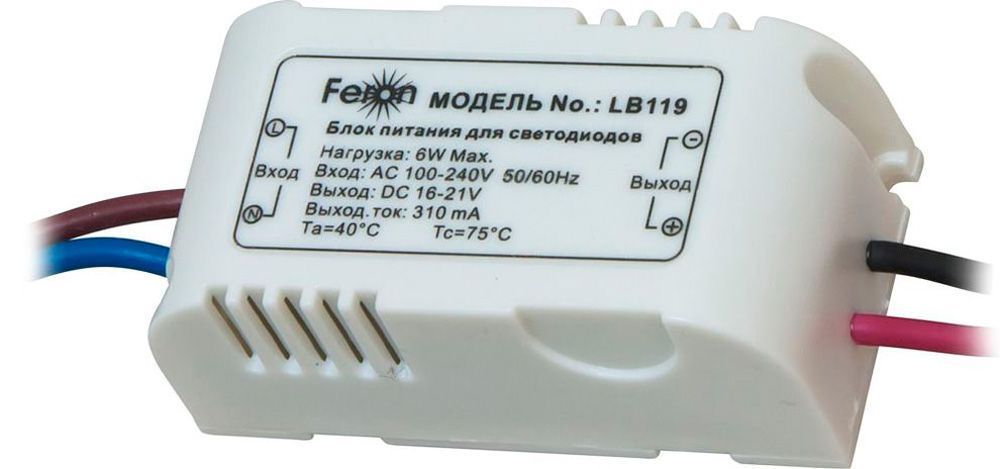 Feron МОДЕЛЬ No.: LB119
Блок питания для светодиодов
L
Вход
N
Нагрузка: 6W Max.
Вход: AC 100-240V 50/60Hz
Выход: DC 16-21V
Выход. ток: 310 mA
Ta=40°C Tc=75°C
-
Выход
+